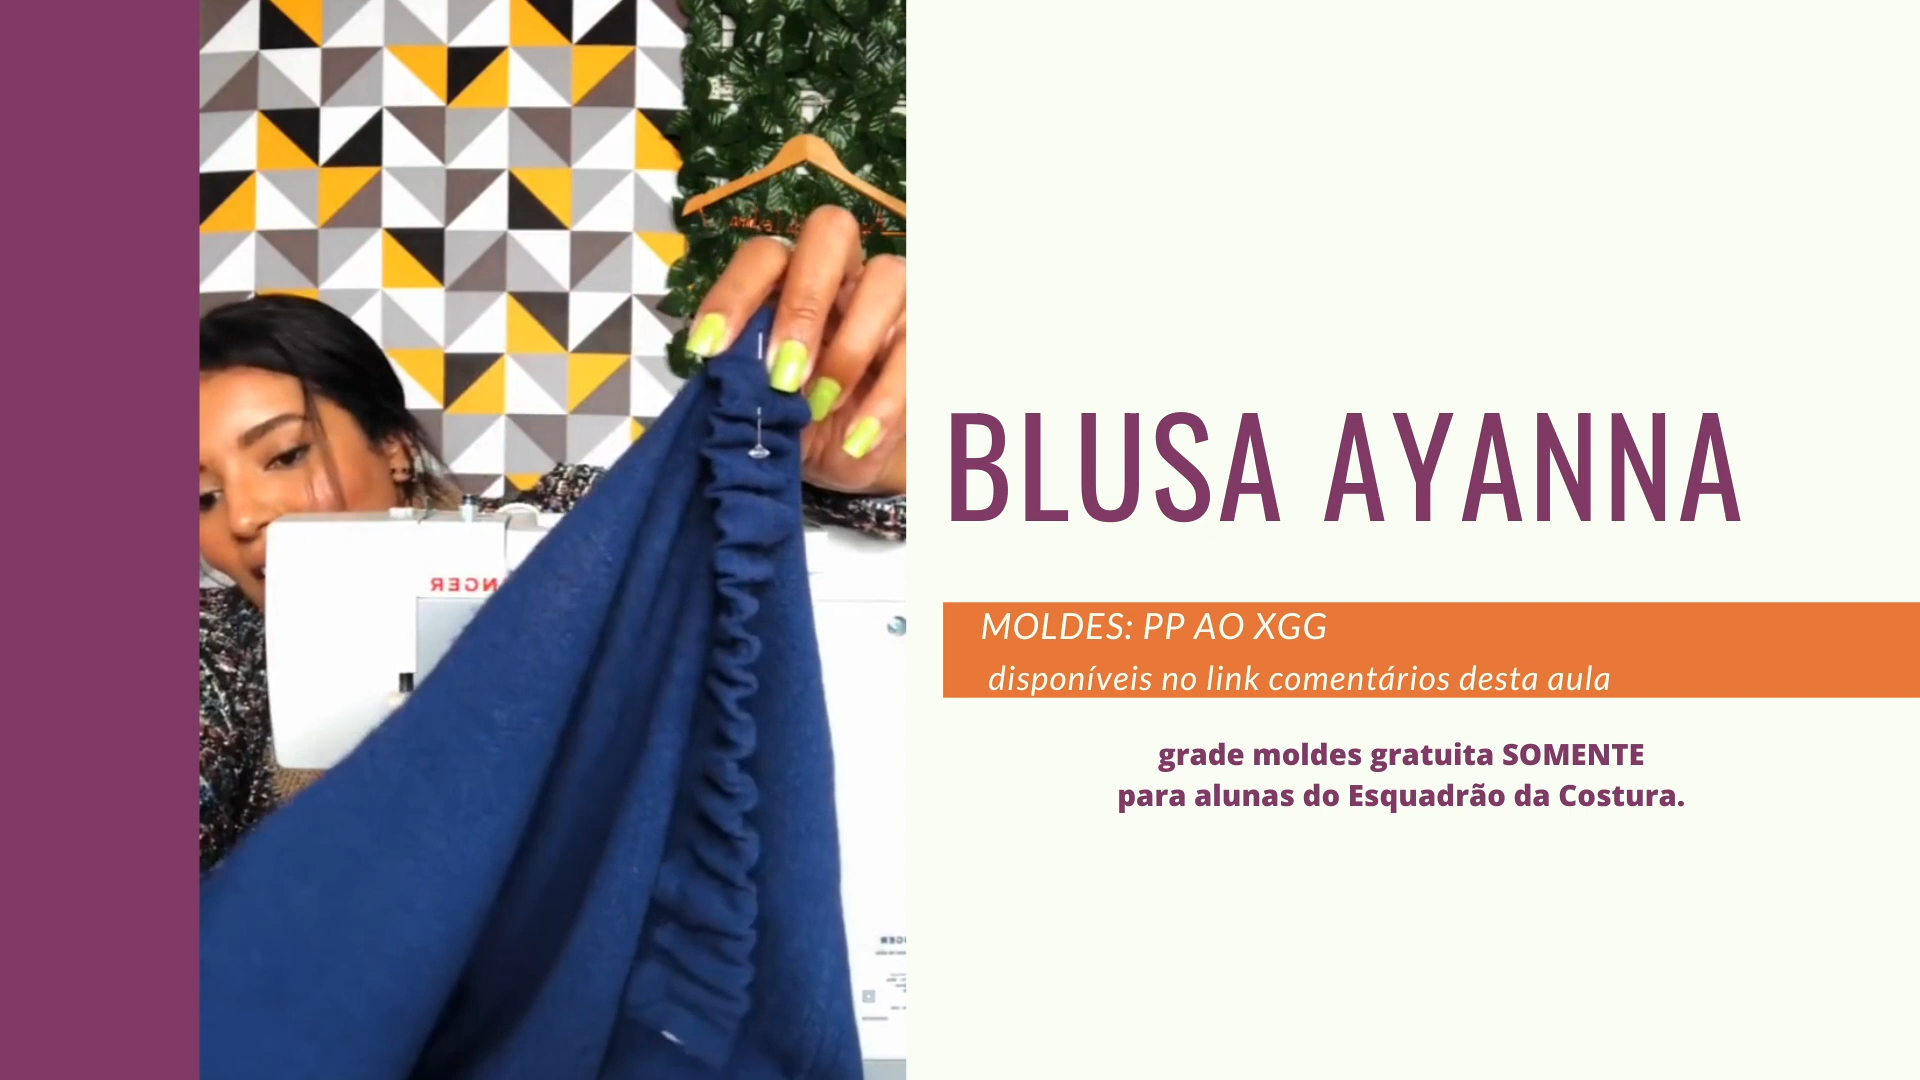 BLUSA AYANNA
MOLDES: PP AO XGG
disponíveis no link comentários desta aula
grade moldes gratuita SOMENTE
para alunas do Esquadrão da Costura.